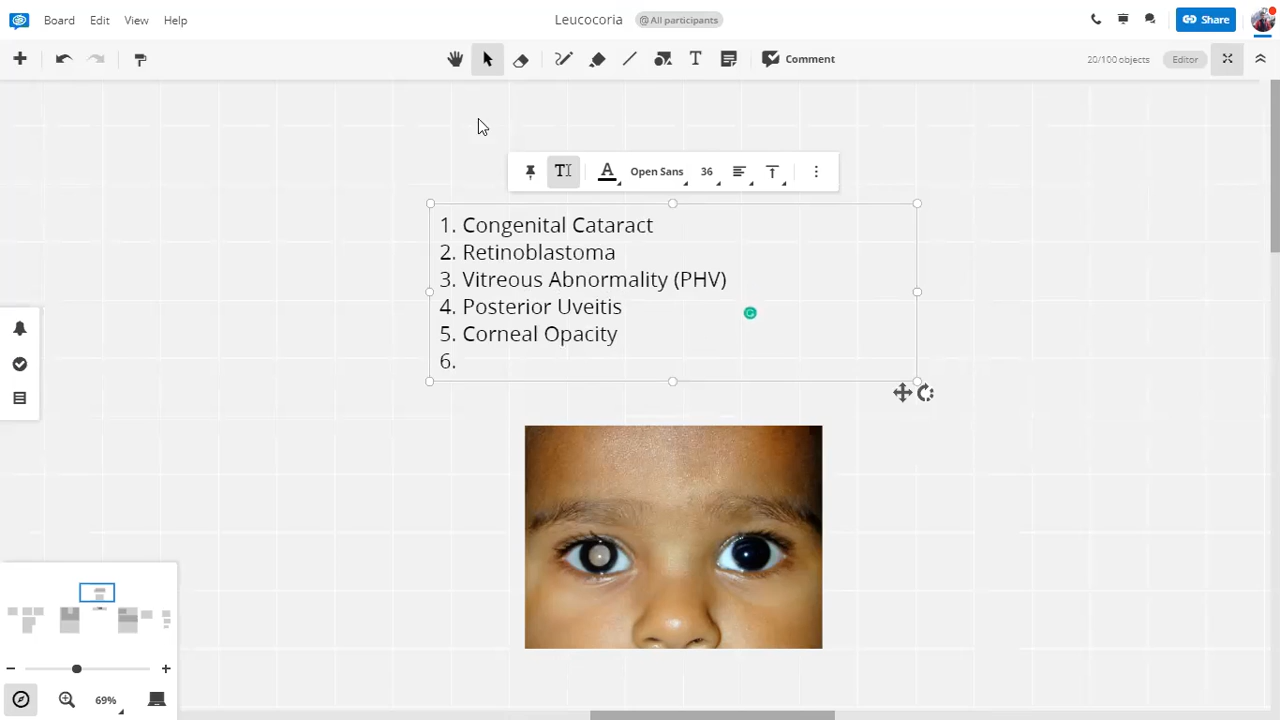 Board Edit View Help Leucocoria @ All participants Share
Comment 20/100 objects Editor
A Open Sans 36
1. Congenital Cataract
2. Retinoblastoma
3. Vitreous Abnormality (PHV)
4. Posterior Uveitis
5. Corneal Opacity
6.
69%